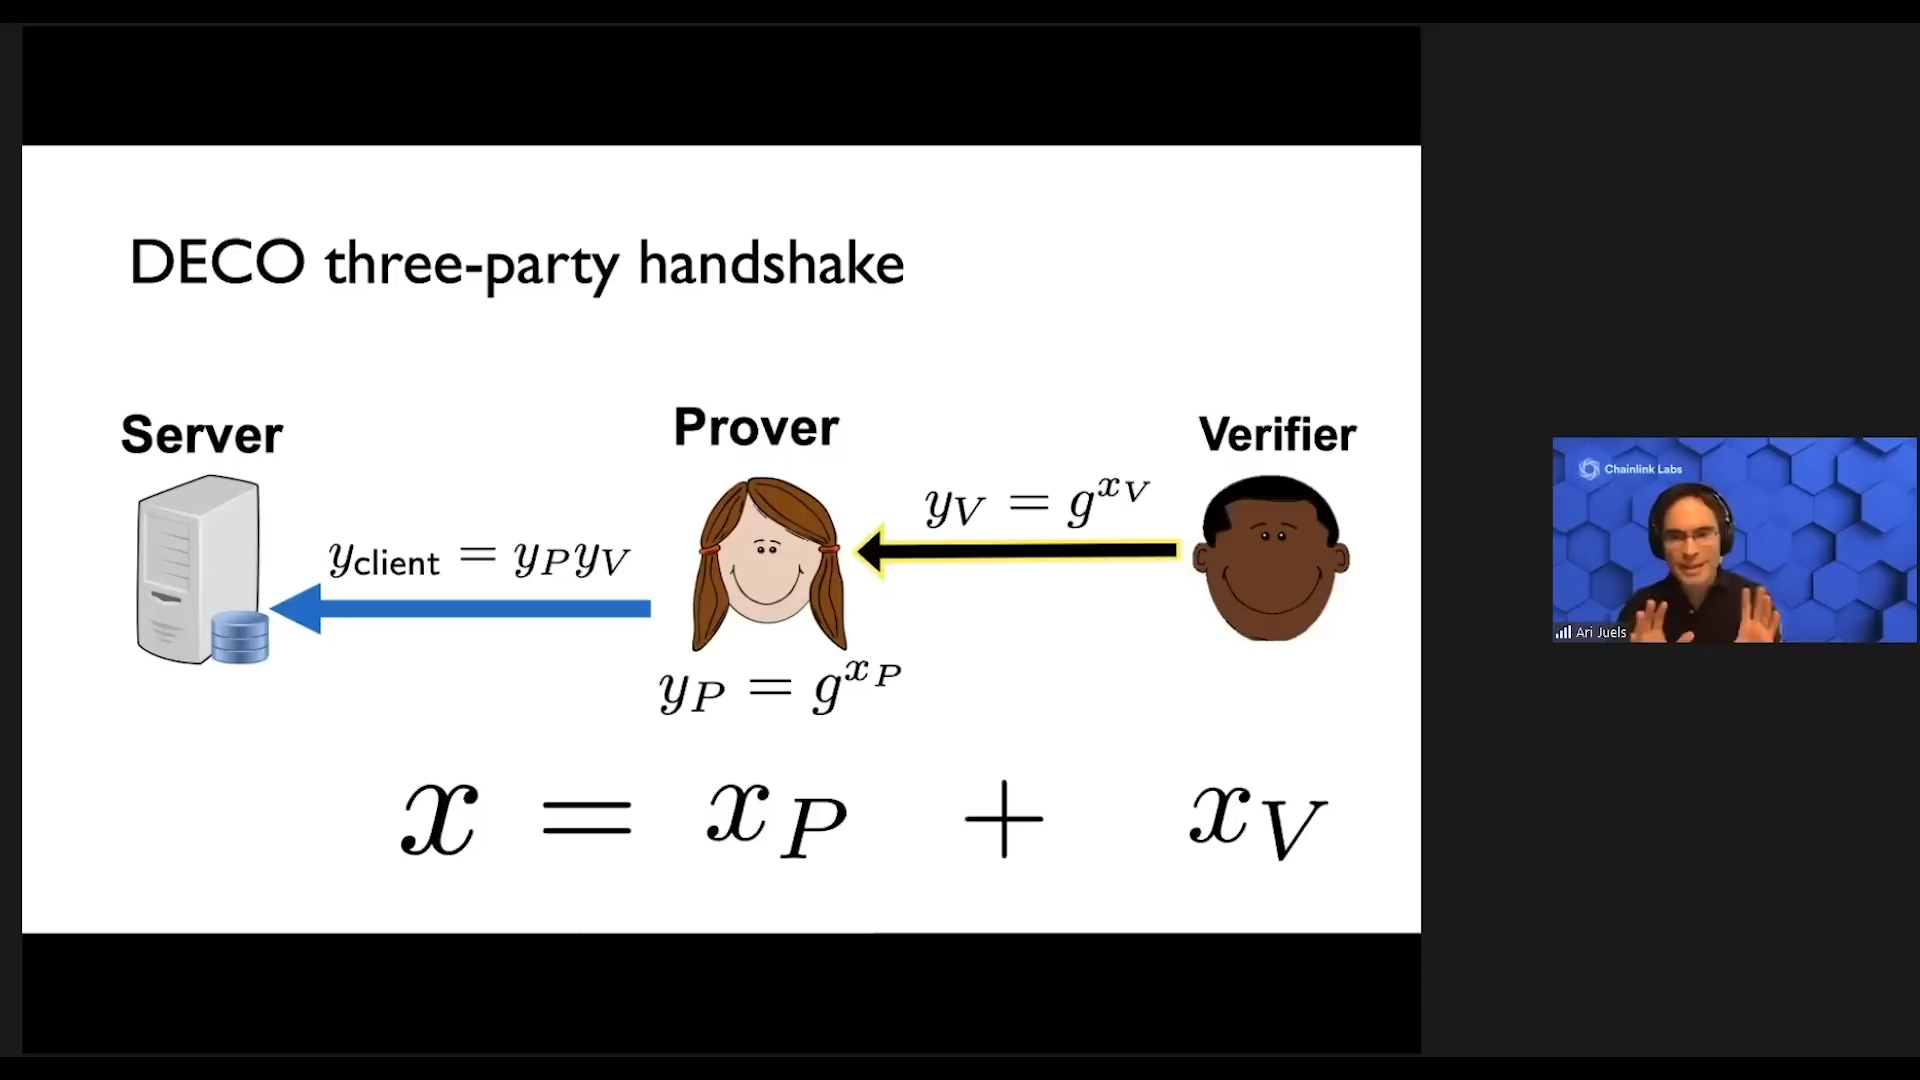 DECO three-party handshake
Server
Prover
Verifier
y_V = g^{x_V}
y_client = y_P y_V
y_P = g^{x_P}
x = x_P + x_V
Chainlink Labs
Ari Juels